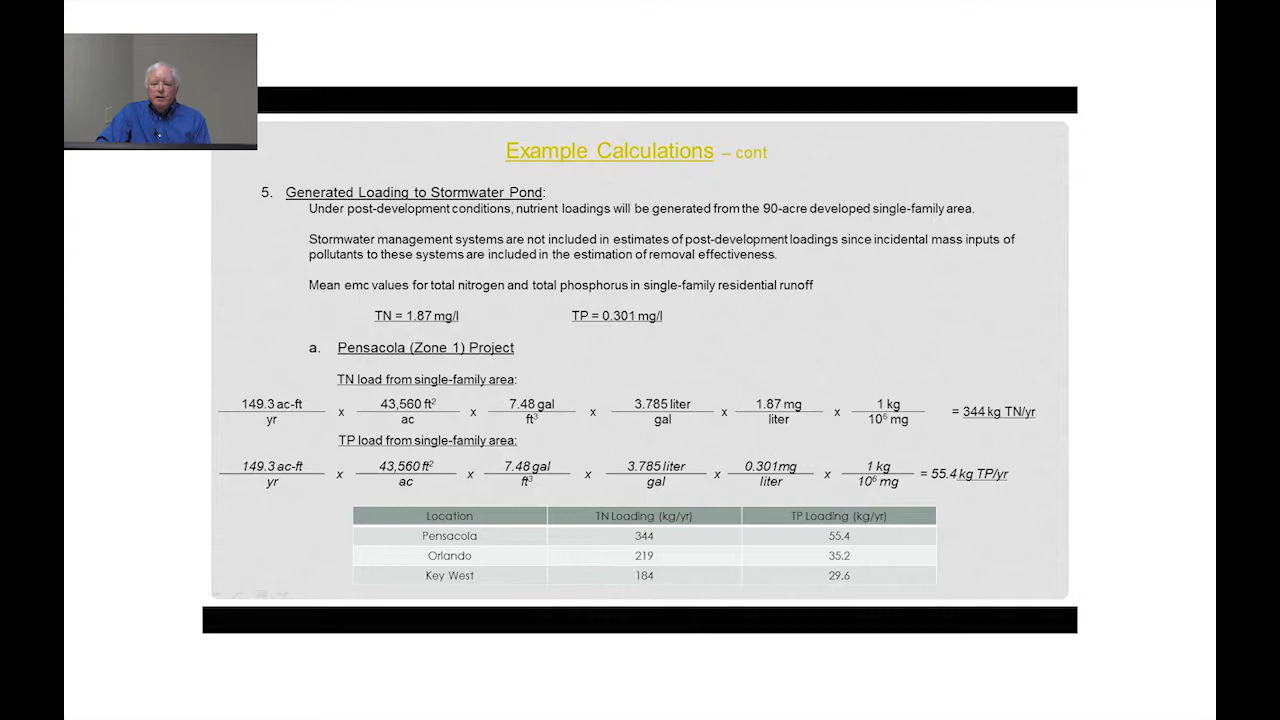 Example Calculations – cont
5. Generated Loading to Stormwater Pond:
Under post-development conditions, nutrient loadings will be generated from the 90-acre developed single-family area.
Stormwater management systems are not included in estimates of post-development loadings since incidental mass inputs of
pollutants to these systems are included in the estimation of removal effectiveness.
Mean emc values for total nitrogen and total phosphorus in single-family residential runoff
TN = 1.87 mg/l TP = 0.301 mg/l
a. Pensacola (Zone 1) Project
TN load from single-family area:
149.3 ac-ft 43,560 ft² 7.48 gal 3.785 liter 1.87 mg 1 kg
x x x x x = 344 kg TN/yr
yr ac ft³ gal liter 10⁶ mg
TP load from single-family area:
149.3 ac-ft 43,560 ft² 7.48 gal 3.785 liter 0.301mg 1 kg
x x x x x = 55.4 kg TP/yr
yr ac ft³ gal liter 10⁶ mg
Location TN Loading (kg/yr) TP Loading (kg/yr)
Pensacola 344 55.4
Orlando 219 35.2
Key West 184 29.6